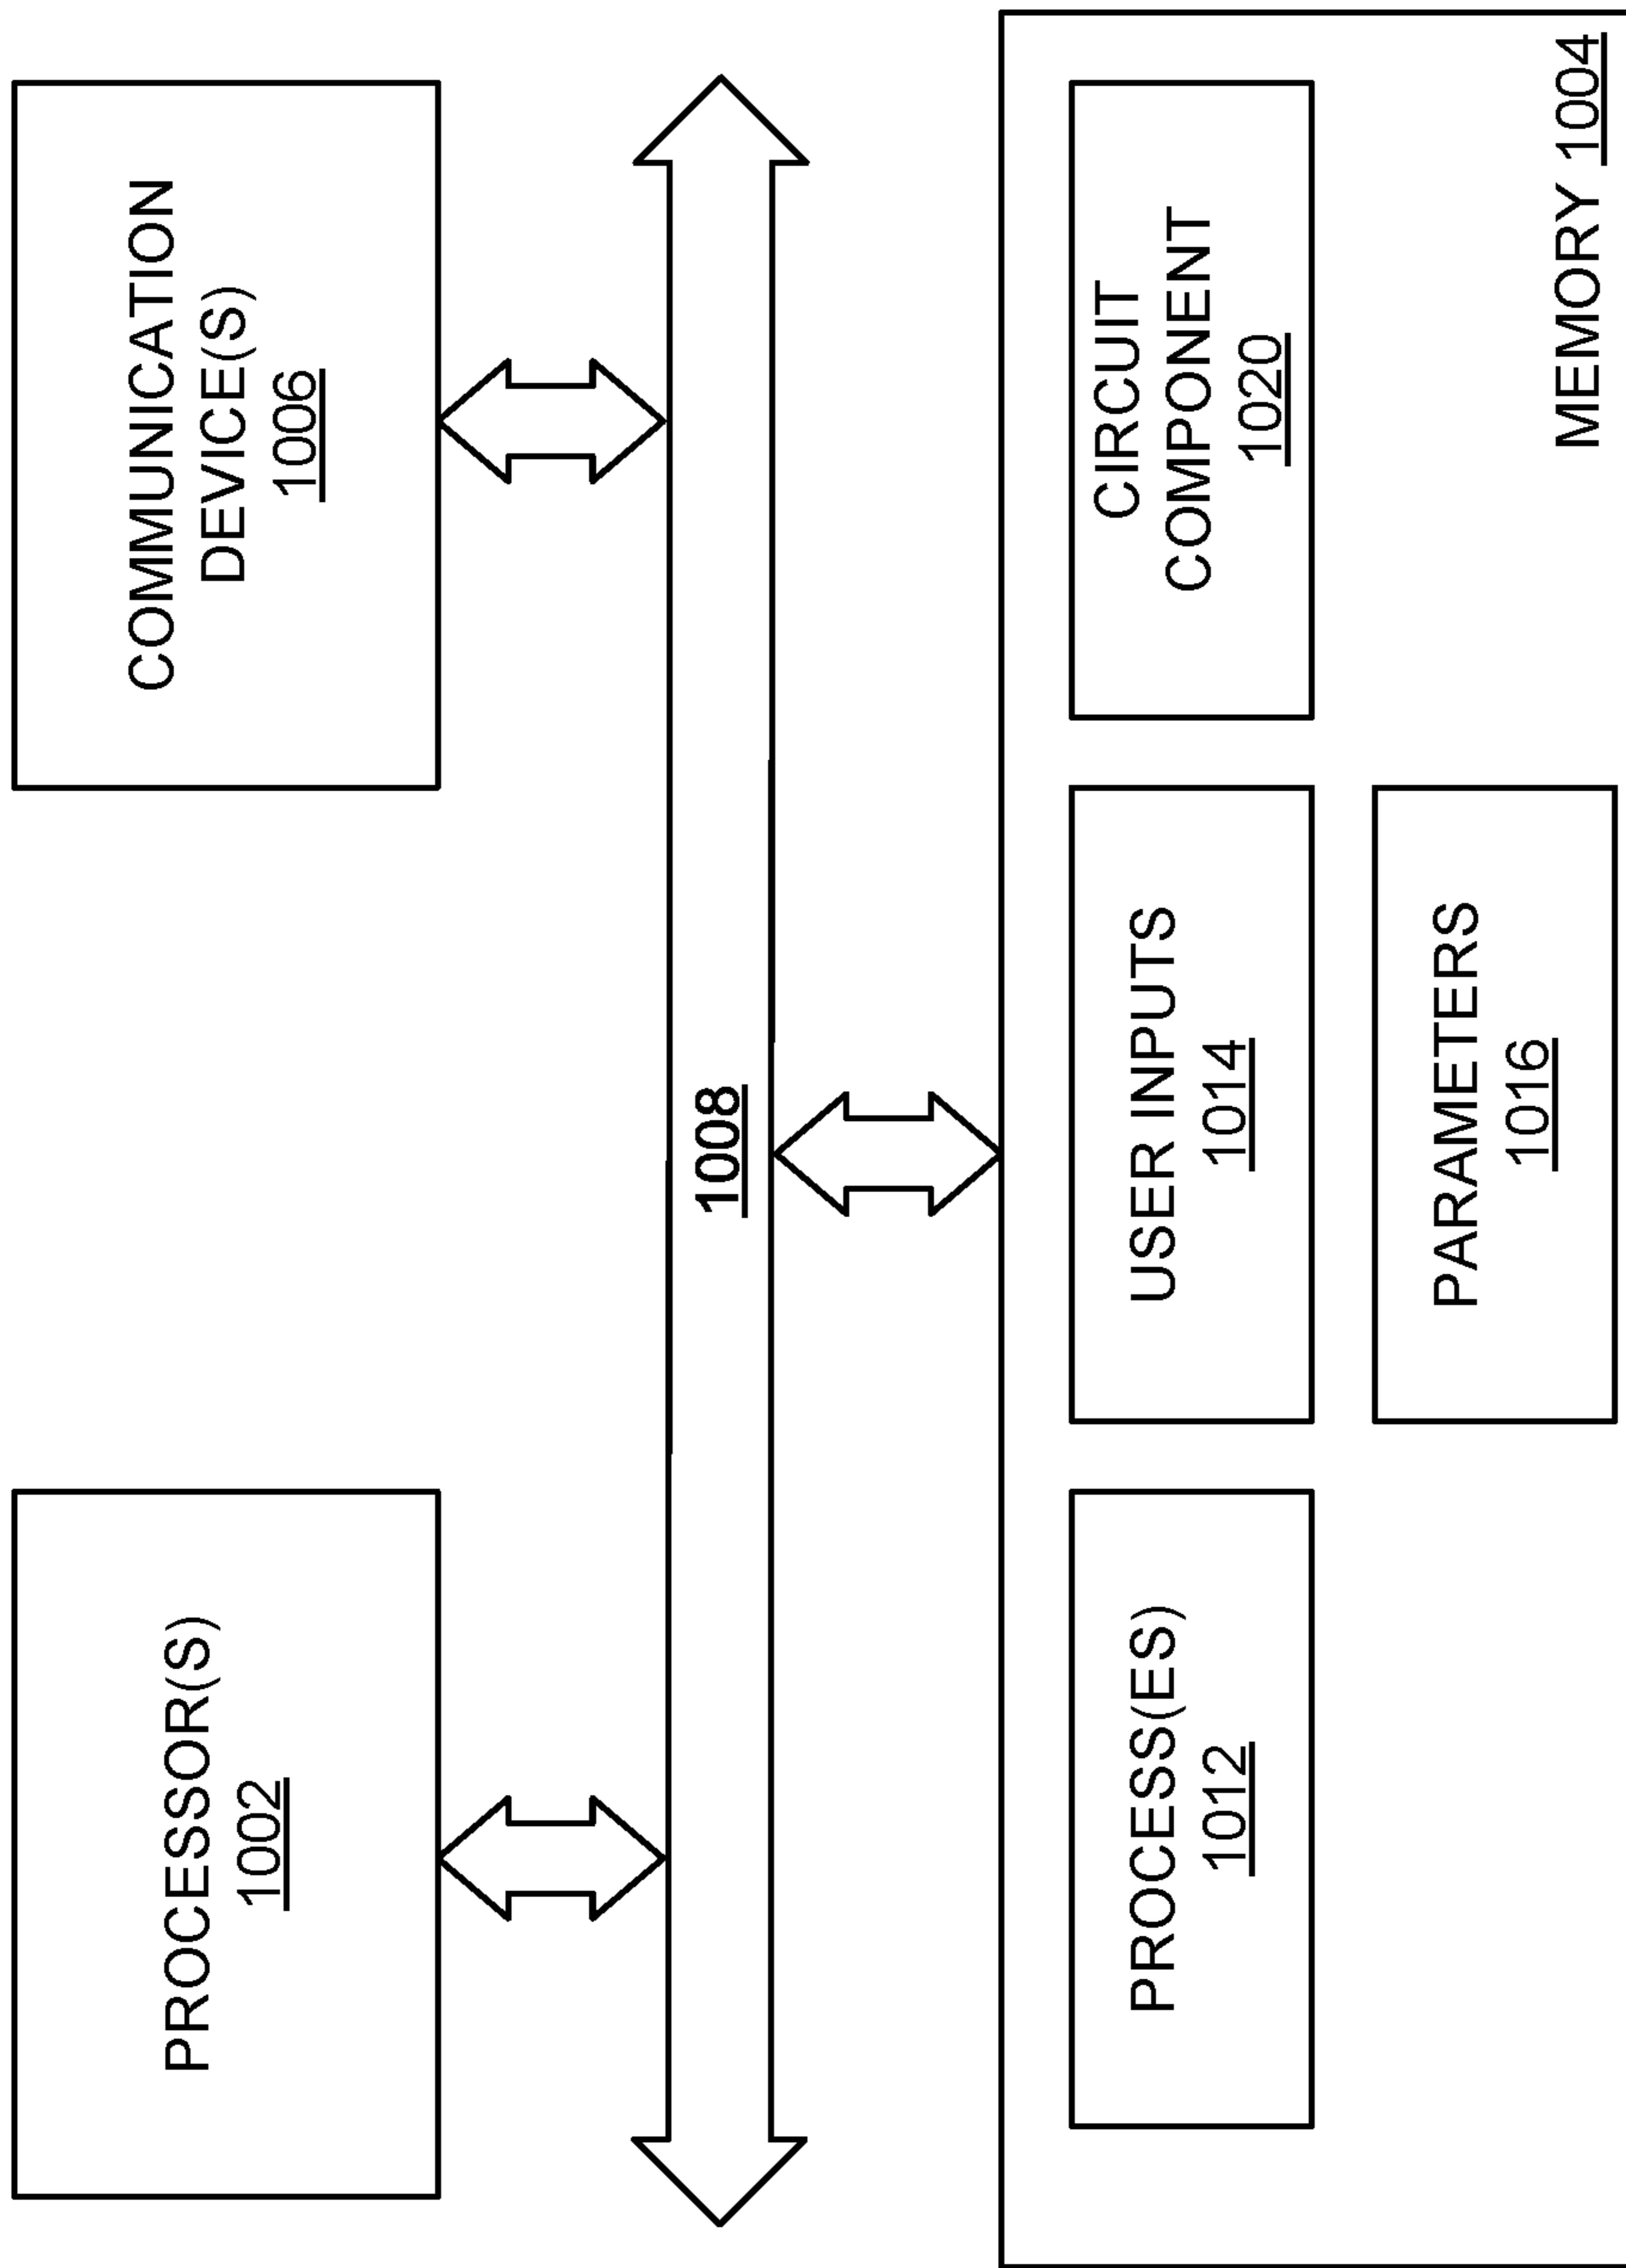 PROCESSOR(S)
1002
COMMUNICATION
DEVICE(S)
1006
1008
PROCESS(ES)
1012
USER INPUTS
1014
CIRCUIT
COMPONENT
1020
PARAMETERS
1016
MEMORY 1004